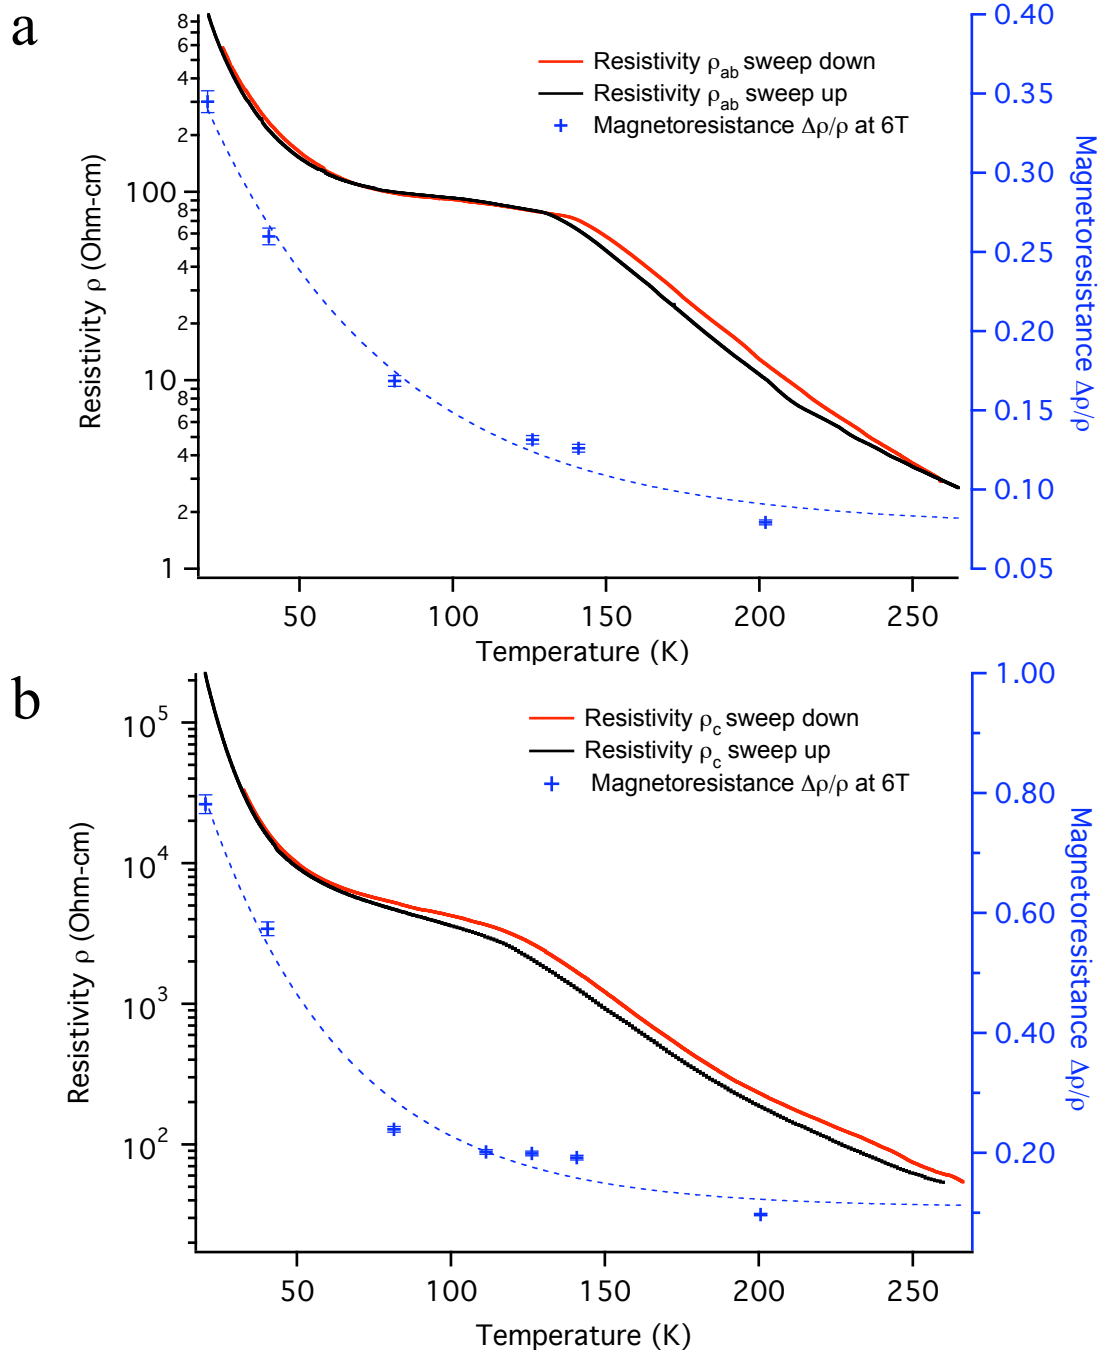 a
Resistivity ρab sweep down
Resistivity ρab sweep up
Magnetoresistance Δρ/ρ at 6T
Resistivity ρ (Ohm-cm)
8
6
4
2
100
8
6
4
2
10
8
6
4
2
1
0.40
0.35
0.30
0.25
0.20
0.15
0.10
0.05
Magnetoresistance Δρ/ρ
50 100 150 200 250
Temperature (K)
b
Resistivity ρc sweep down
Resistivity ρc sweep up
Magnetoresistance Δρ/ρ at 6T
Resistivity ρ (Ohm-cm)
10^5
10^4
10^3
10^2
1.00
0.80
0.60
0.40
0.20
Magnetoresistance Δρ/ρ
50 100 150 200 250
Temperature (K)